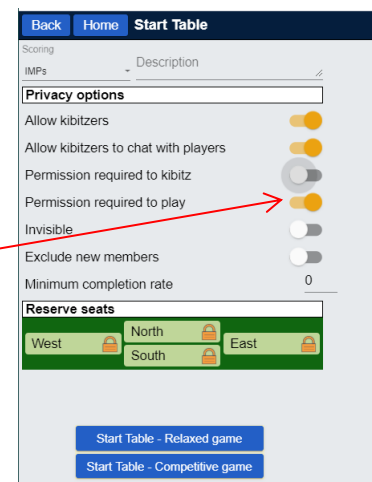 Back Home Start Table
Scoring
IMPs Description
Privacy options
Allow kibitzers
Allow kibitzers to chat with players
Permission required to kibitz
Permission required to play
Invisible
Exclude new members
Minimum completion rate 0
Reserve seats
North
West East
South
Start Table - Relaxed game
Start Table - Competitive game